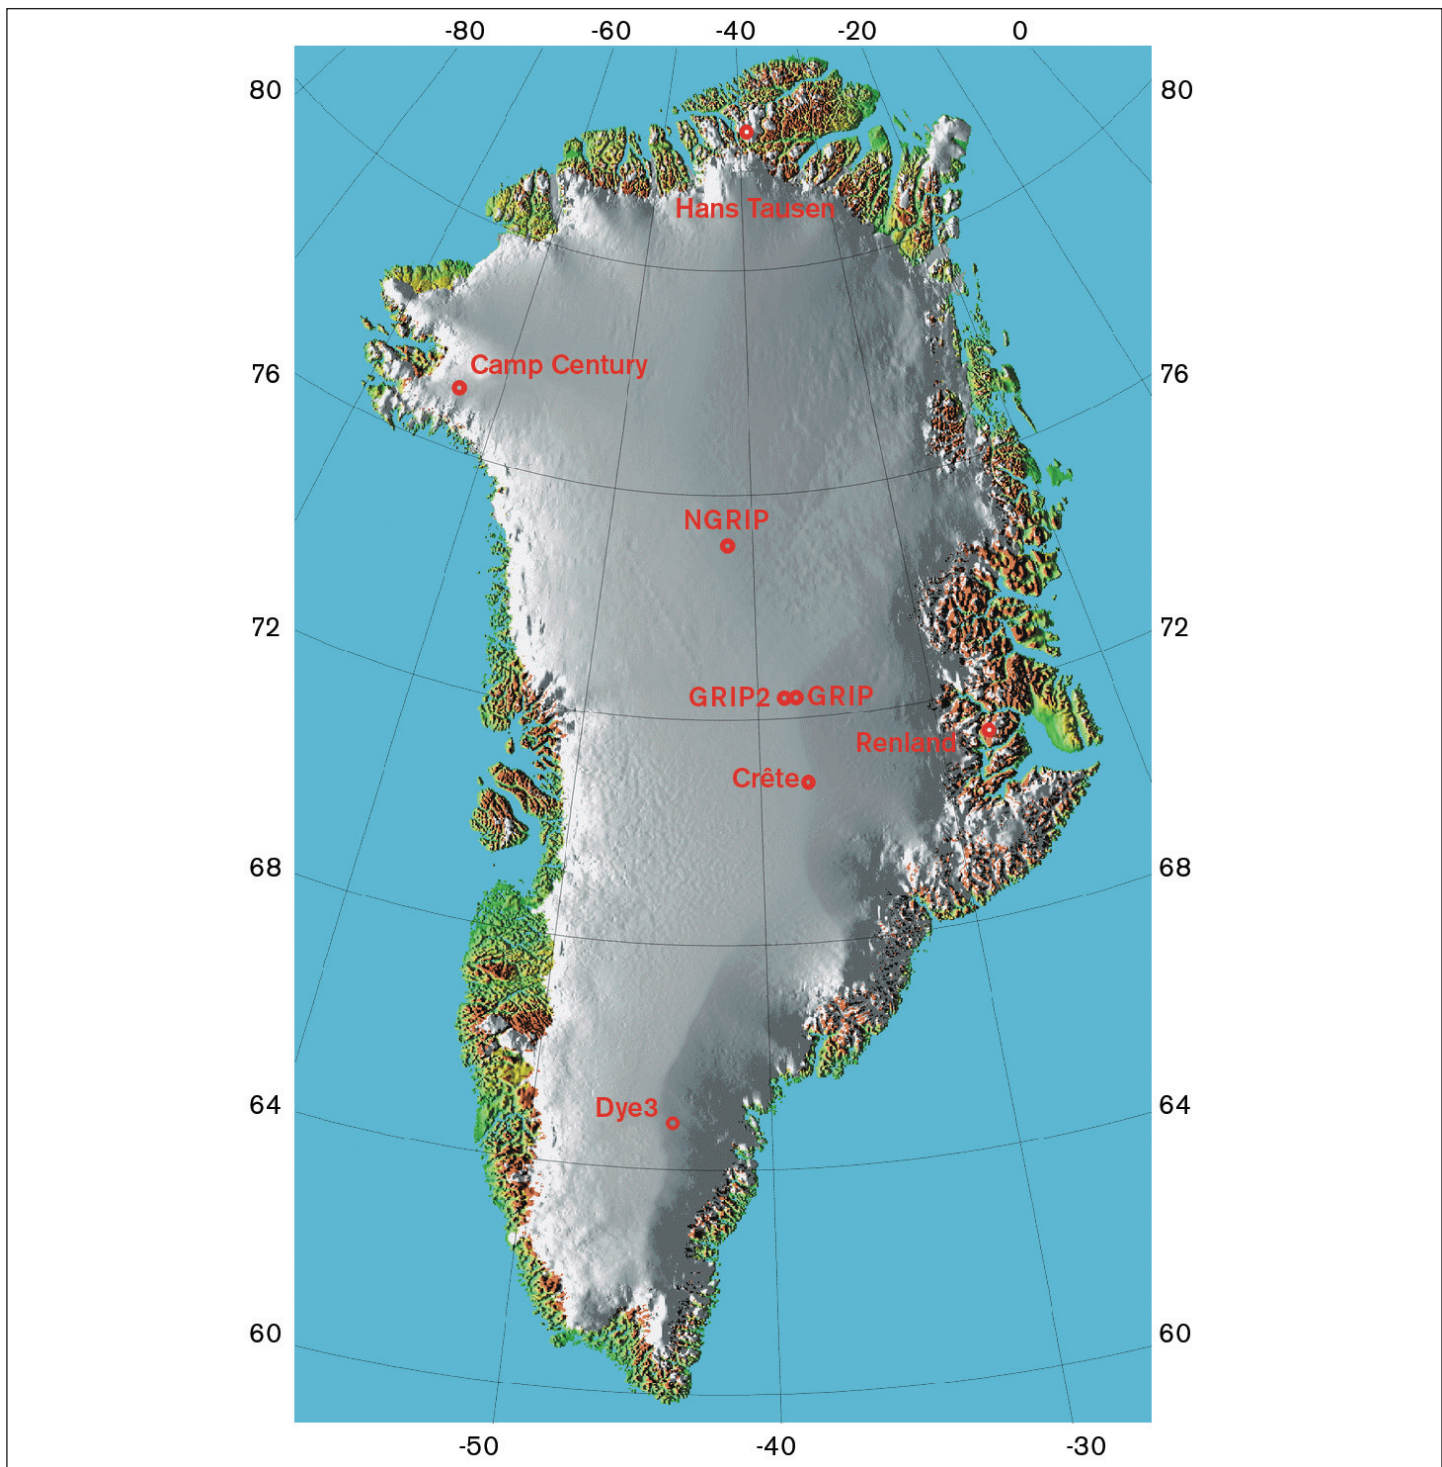 -80 -60 -40 -20 0
80 80
Hans Tausen
Camp Century
76 76
NGRIP
72 72
GRIP2 GRIP
Renland
Crête
68 68
64 64
Dye3
60 60
-50 -40 -30